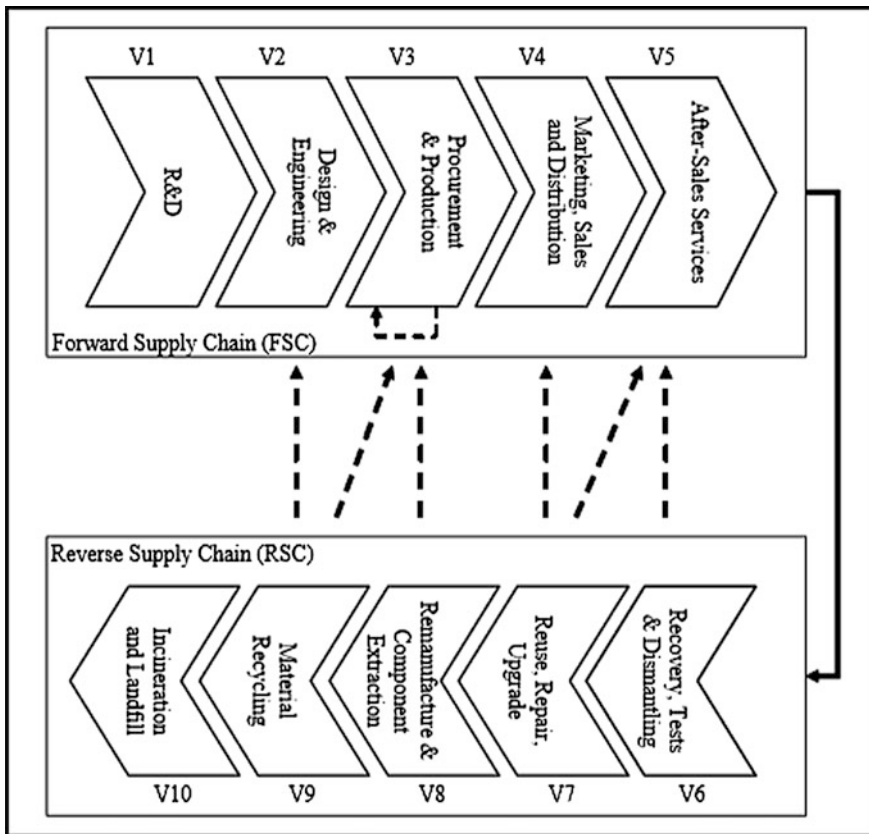 V1
V2
V3
V4
V5
R&D
Design &
Engineering
Procurement
& Production
Marketing, Sales
and Distribution
After-Sales Services
Forward Supply Chain (FSC)
Reverse Supply Chain (RSC)
Incineration
and Landfill
Material
Recycling
Remanufacture &
Component
Extraction
Reuse, Repair,
Upgrade
Recovery, Tests
& Dismantling
V10
V9
V8
V7
V6